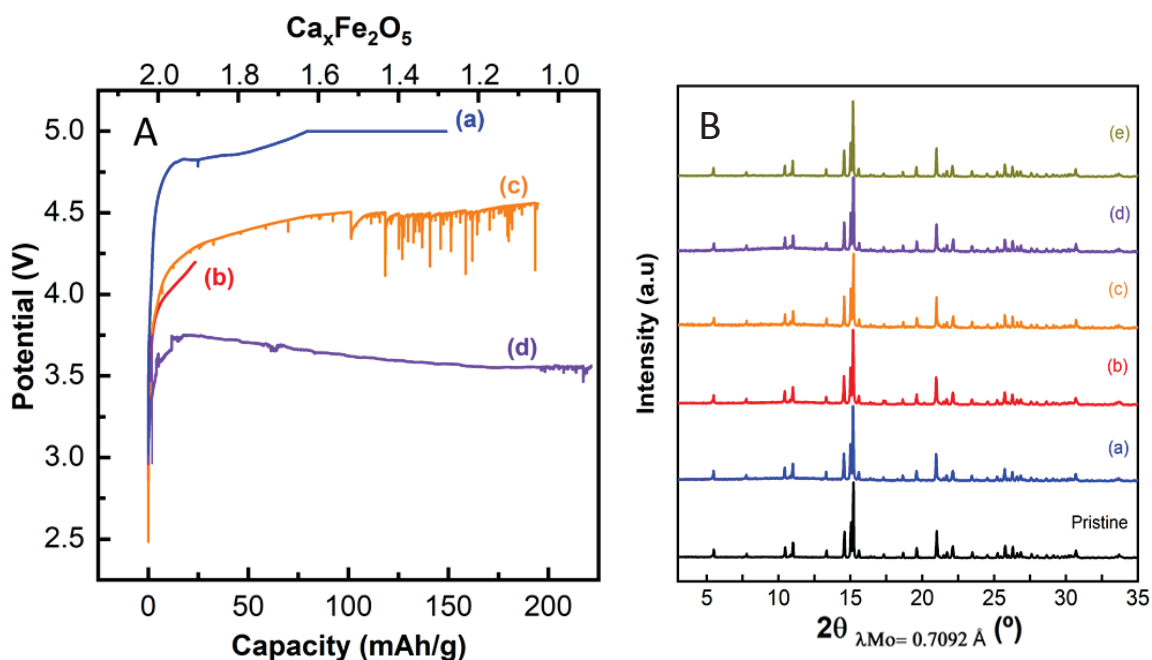 CaxFe2O5
2.0 1.8 1.6 1.4 1.2 1.0
A
5.0
4.5
4.0
3.5
3.0
2.5
Potential (V)
(a)
(c)
(b)
(d)
0 50 100 150 200
Capacity (mAh/g)
B
Intensity (a.u)
(e)
(d)
(c)
(b)
(a)
Pristine
5 10 15 20 25 30 35
2θ λMo= 0.7092 Å (º)